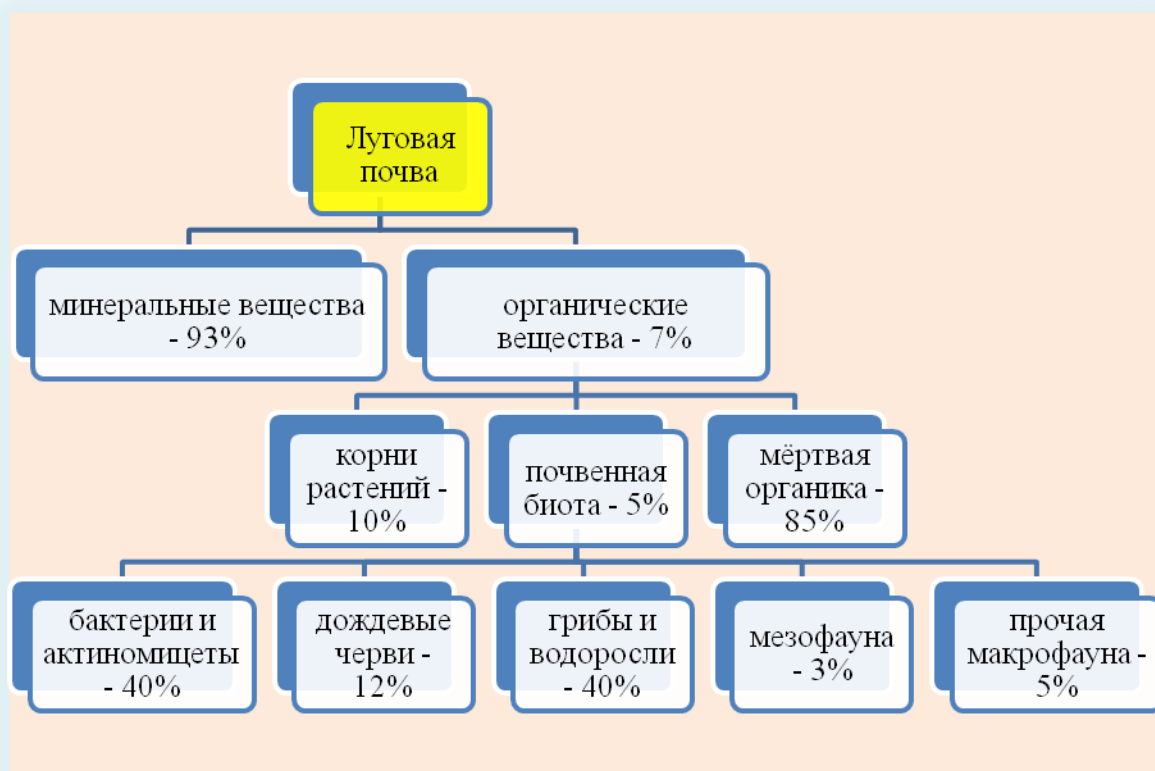 Луговая
почва
минеральные вещества
- 93%
органические
вещества - 7%
корни
растений -
10%
почвенная
биота - 5%
мёртвая
органика -
85%
бактерии и
актиномицеты
- 40%
дождевые
черви -
12%
грибы и
водоросли
- 40%
мезофауна
- 3%
прочая
макрофауна -
5%